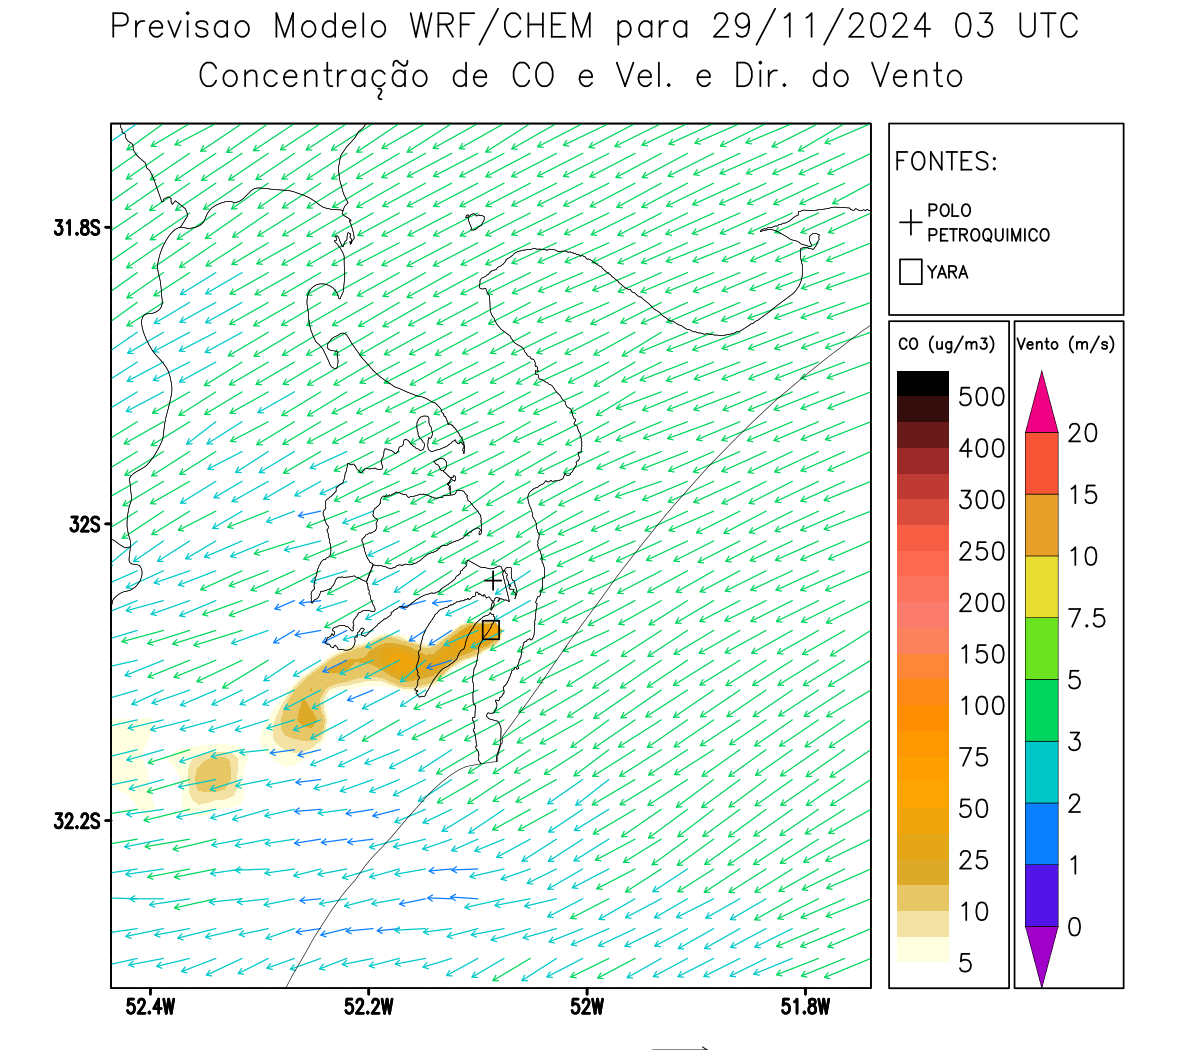 Previsao Modelo WRF/CHEM para 29/11/2024 03 UTC
Concentração de CO e Vel. e Dir. do Vento
FONTES:
POLO
PETROQUIMICO
YARA
CO (ug/m3)
500
400
300
250
200
150
100
75
50
25
10
5
Vento (m/s)
20
15
10
7.5
5
3
2
1
0
31.8S
32S
32.2S
52.4W
52.2W
52W
51.8W